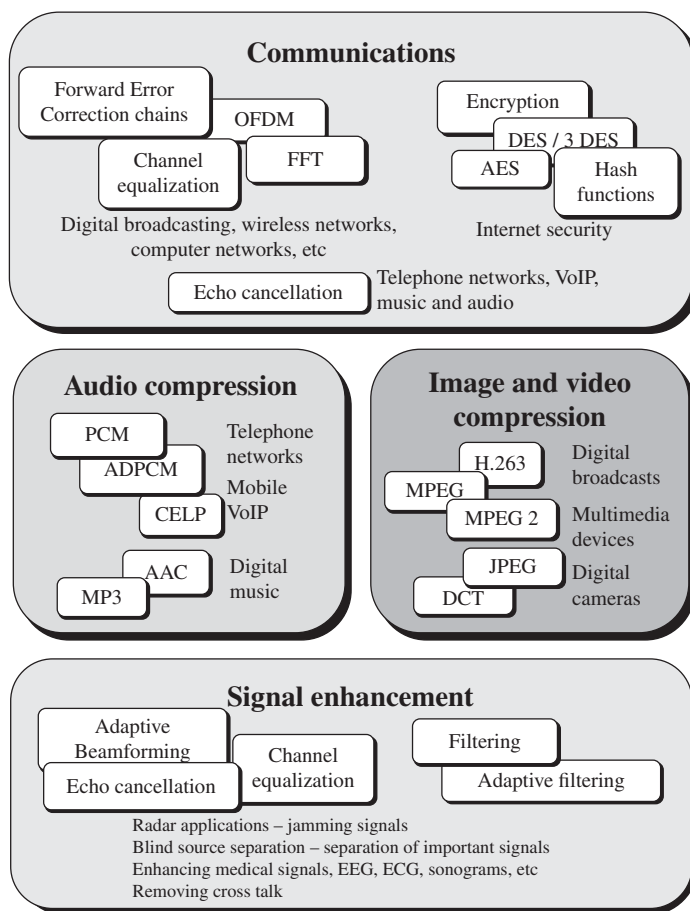 Communications
Forward Error
Correction chains
OFDM
Channel
equalization
FFT
Digital broadcasting, wireless networks,
computer networks, etc
Encryption
DES / 3 DES
AES
Hash
functions
Internet security
Echo cancellation
Telephone networks, VoIP,
music and audio
Audio compression
PCM
ADPCM
CELP
Telephone
networks
Mobile
VoIP
AAC
MP3
Digital
music
Image and video
compression
H.263
MPEG
MPEG 2
JPEG
DCT
Digital
broadcasts
Multimedia
devices
Digital
cameras
Signal enhancement
Adaptive
Beamforming
Echo cancellation
Channel
equalization
Filtering
Adaptive filtering
Radar applications – jamming signals
Blind source separation – separation of important signals
Enhancing medical signals, EEG, ECG, sonograms, etc
Removing cross talk